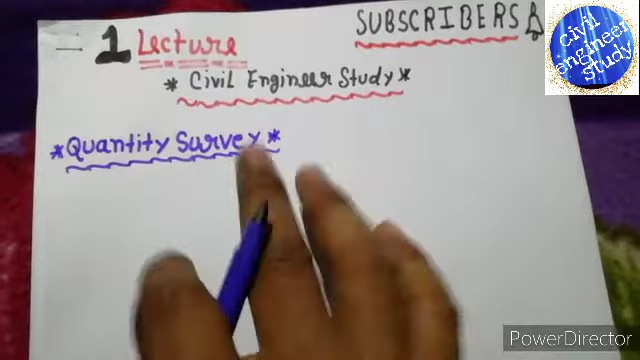 SUBSCRIBERS
1 Lecture
* Civil Engineer Study *
* Quantity Survey *
civil
engineer
study
PowerDirector